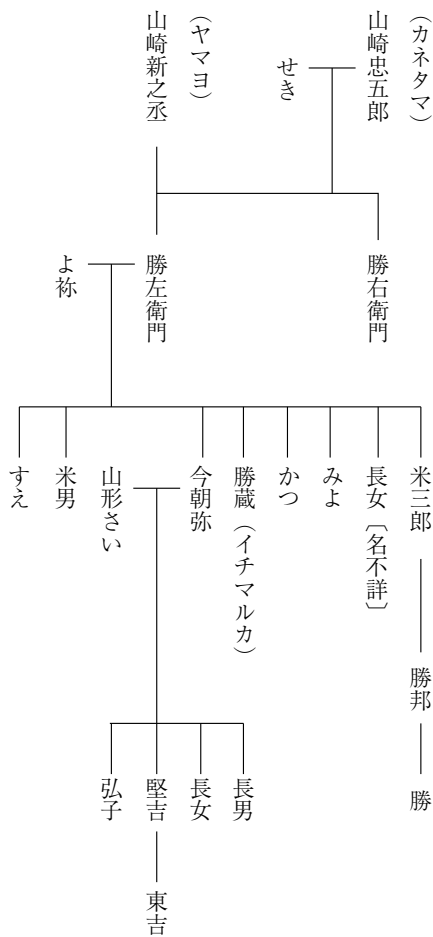 （カネタマ）
山崎忠五郎
せき
（ヤマヨ）
山崎新之丞
勝右衛門
勝左衛門
よ祢
米三郎
長女〔名不詳〕
みよ
かつ
勝蔵（イチマルカ）
今朝弥
山形さい
米男
すえ
勝邦
勝
長男
長女
堅吉
弘子
東吉